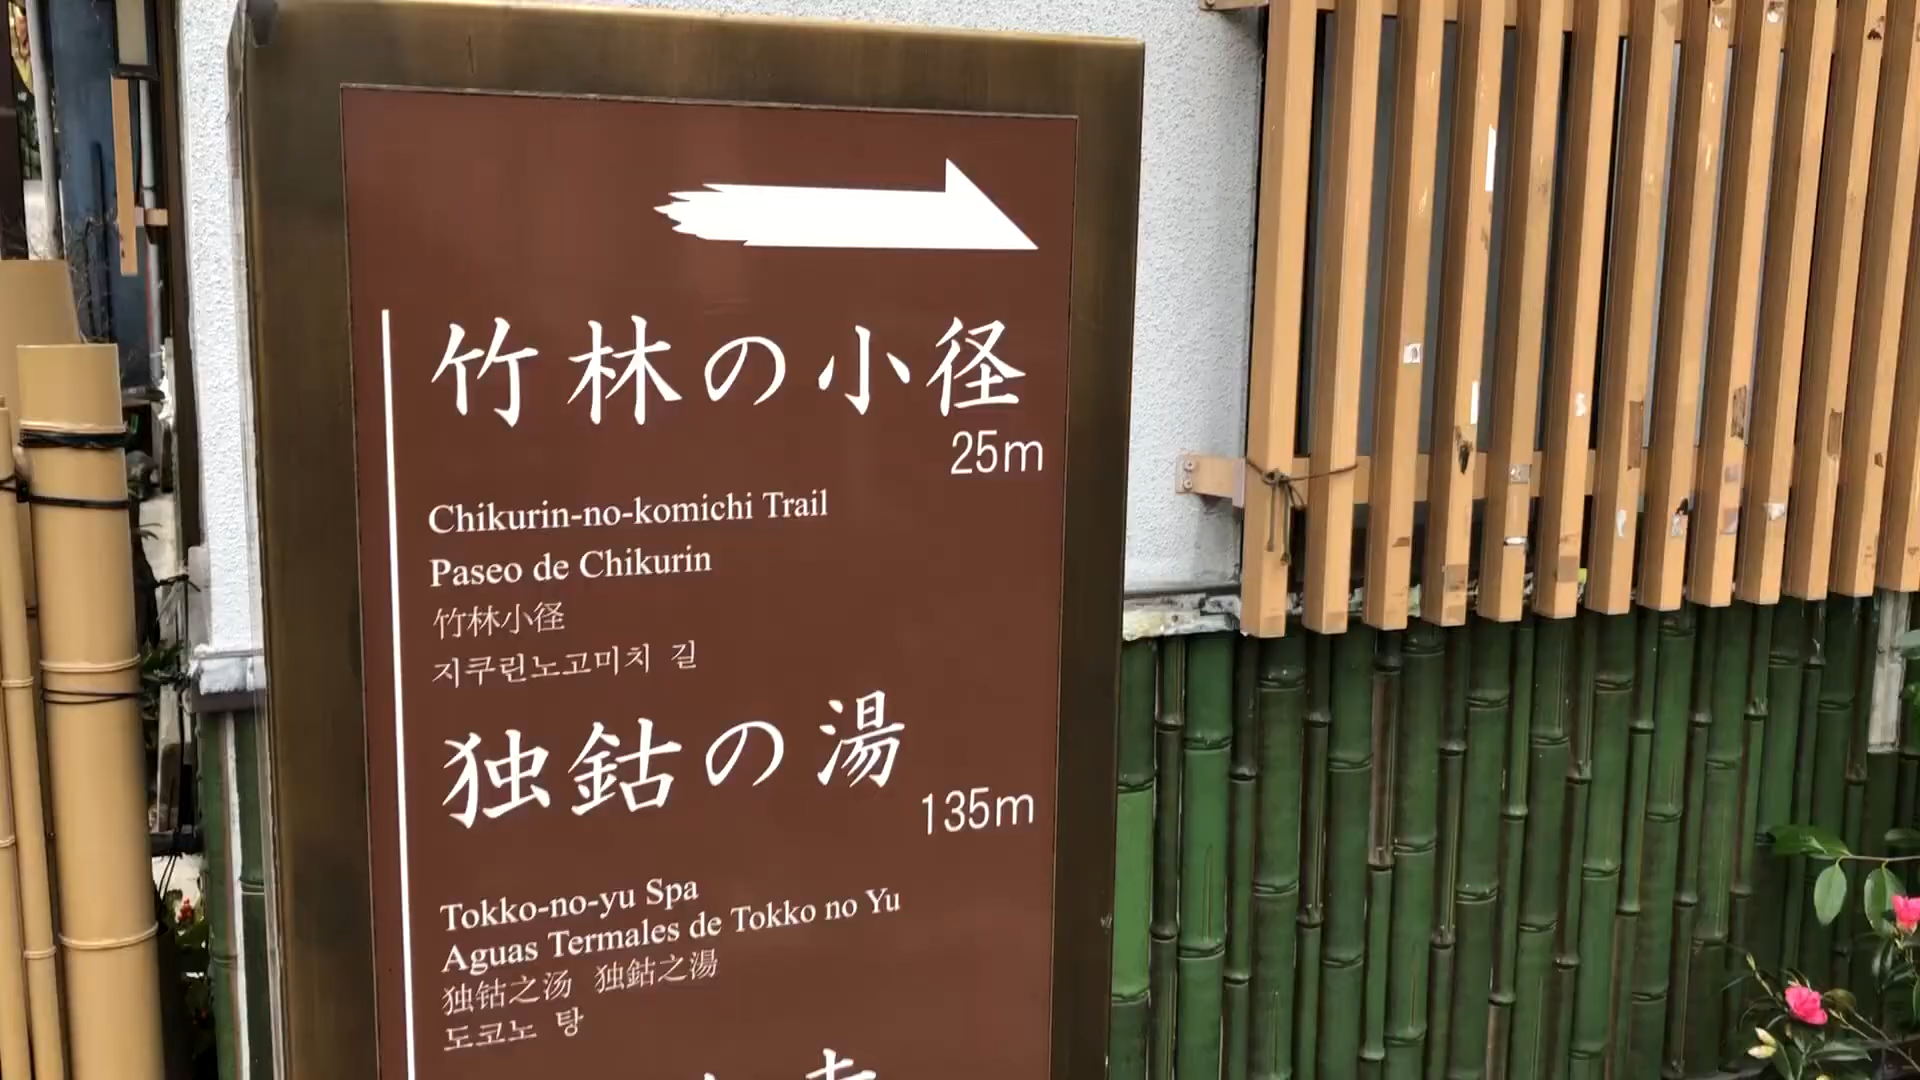 竹林の小径
25m
Chikurin-no-komichi Trail
Paseo de Chikurin
竹林小径
지쿠린노고미치 길
独鈷の湯
135m
Tokko-no-yu Spa
Aguas Termales de Tokko no Yu
独钴之汤 独鈷之湯
도코노 탕